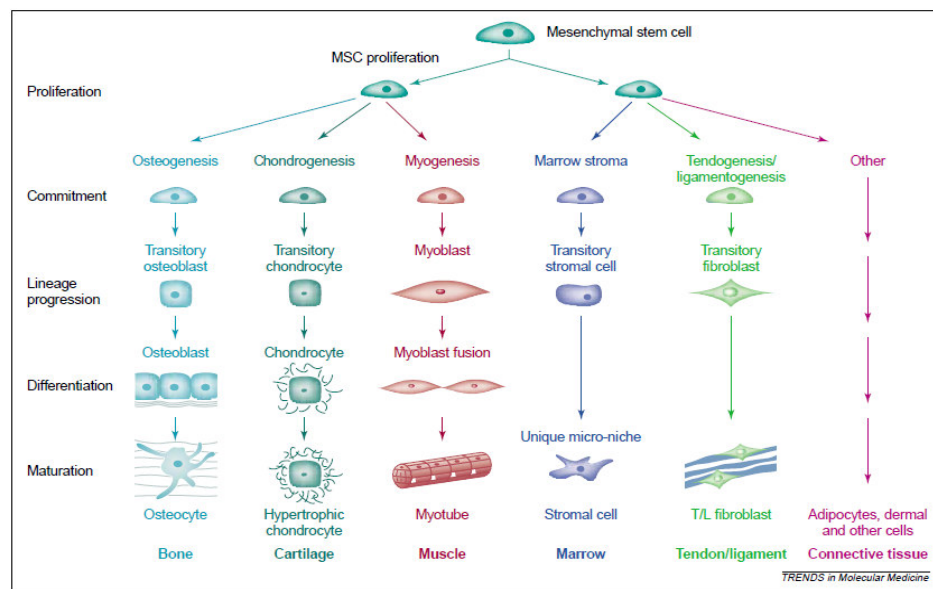 Mesenchymal stem cell
MSC proliferation
Proliferation
Osteogenesis
Chondrogenesis
Myogenesis
Marrow stroma
Tendogenesis/
ligamentogenesis
Other
Commitment
Transitory
osteoblast
Transitory
chondrocyte
Myoblast
Transitory
stromal cell
Transitory
fibroblast
Lineage
progression
Osteoblast
Chondrocyte
Myoblast fusion
Differentiation
Unique micro-niche
Maturation
Osteocyte
Hypertrophic
chondrocyte
Myotube
Stromal cell
T/L fibroblast
Adipocytes, dermal
and other cells
Bone
Cartilage
Muscle
Marrow
Tendon/ligament
Connective tissue
TRENDS in Molecular Medicine